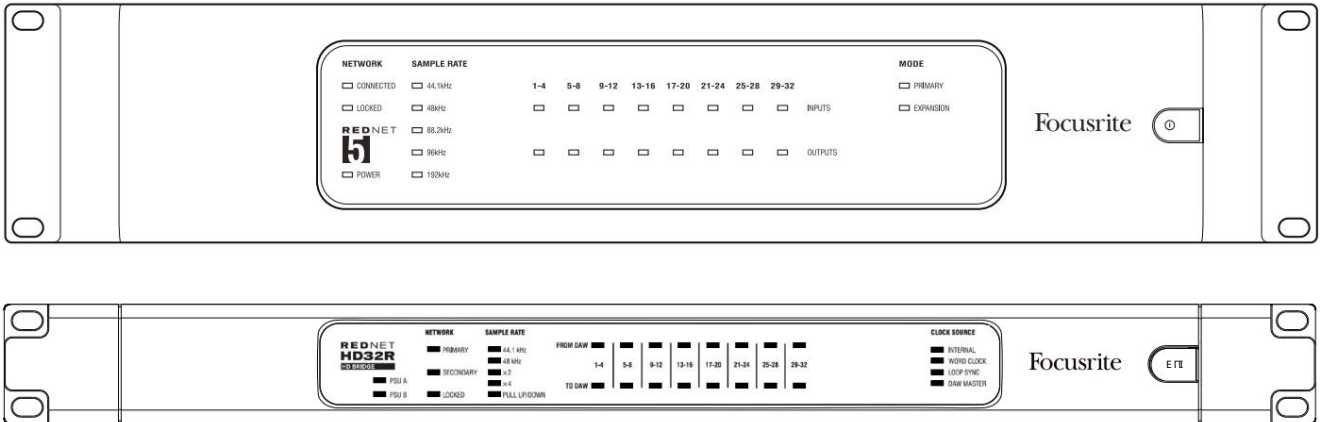 NETWORK SAMPLE RATE MODE
1-4 5-8 9-12 13-16 17-20 21-24 25-28 29-32
CONNECTED 44.1kHz PRIMARY
LOCKED 48kHz INPUTS EXPANSION
REDNET 88.2kHz
5 96kHz OUTPUTS
POWER 192kHz
Focusrite
NETWORK SAMPLE RATE CLOCK SOURCE
REDNET
HD32R
HD BRIDGE
PRIMARY 44.1 kHz FROM DAW INTERNAL
48 kHz 1-4 5-8 9-12 13-16 17-20 21-24 25-28 29-32 WORD CLOCK
SECONDARY x2 LOOP SYNC
PSU A x4 TO DAW DAW MASTER
PSU B LOCKED PULL UP/DOWN
Focusrite